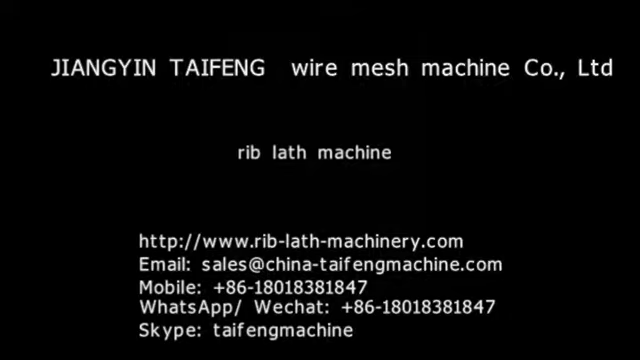 JIANGYIN TAIFENG wire mesh machine Co., Ltd
rib lath machine
http://www.rib-lath-machinery.com
Email: sales@china-taifengmachine.com
Mobile: +86-18018381847
WhatsApp/ Wechat: +86-18018381847
Skype: taifengmachine